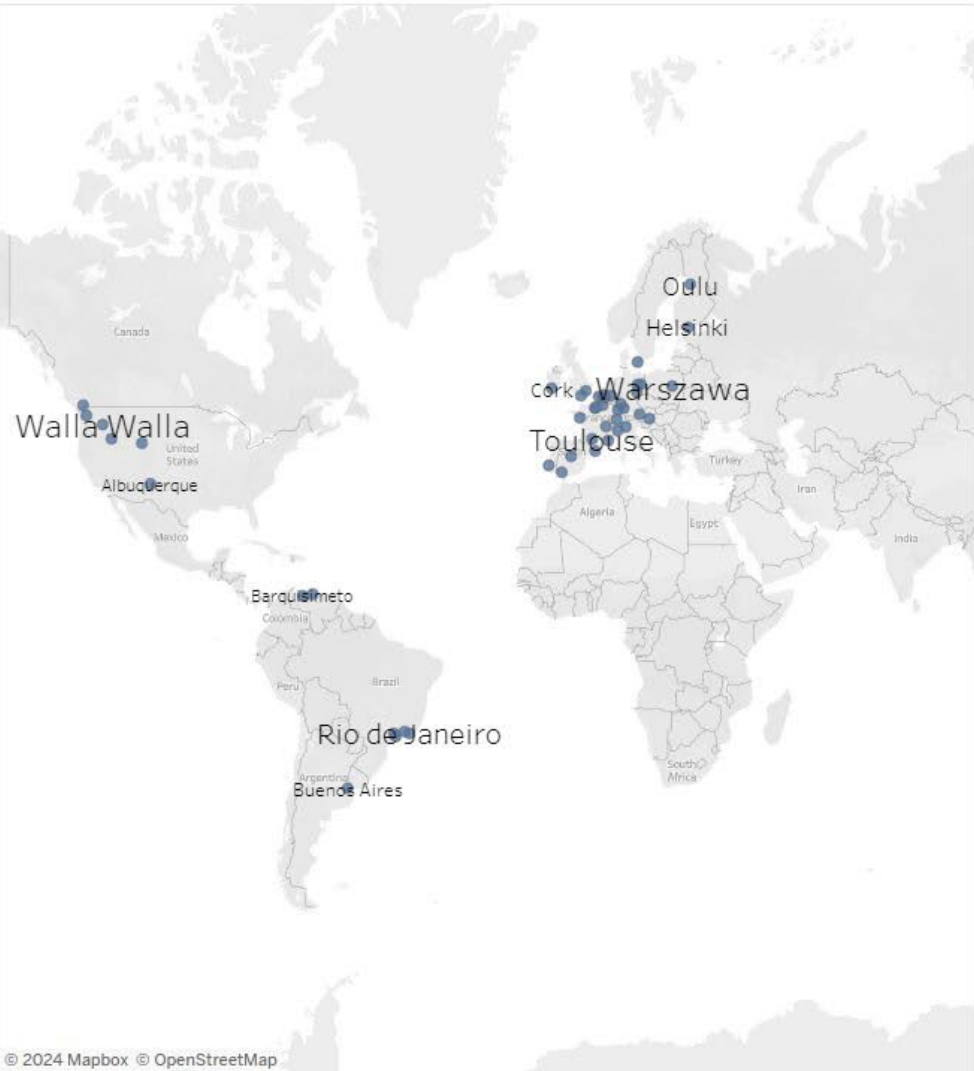 Oulu
Helsinki
Canada
Cork
Warszawa
Walla Walla
Toulouse
United
States
Turkey
Albuquerque
Iran
Algeria
Egypt
Mexico
India
Barquisimeto
Colombia
Brazil
Peru
Rio de Janeiro
South
Africa
Argentina
Buenos Aires
© 2024 Mapbox © OpenStreetMap